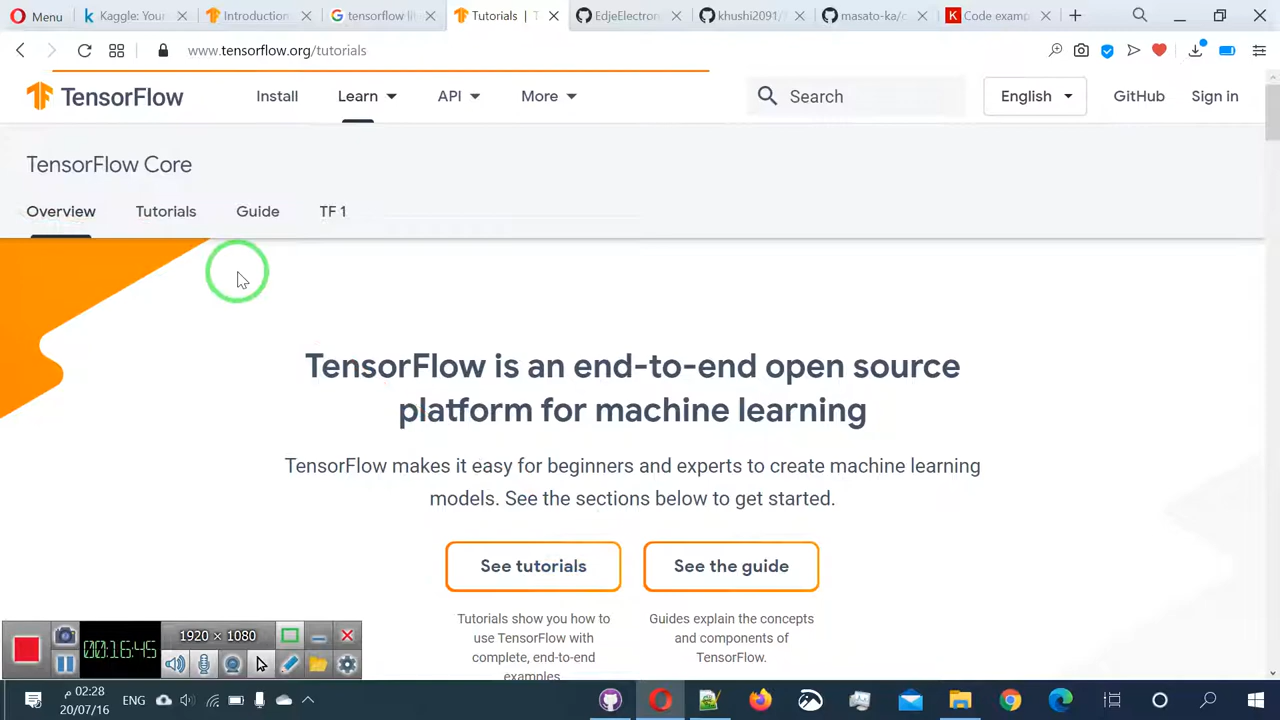 Menu
Kaggle: Your
Introduction
tensorflow li
Tutorials | T
EdjeElectron
khushi2091/
masato-ka/c
Code examp
www.tensorflow.org/tutorials
TensorFlow
Install
Learn
API
More
Search
English
GitHub
Sign in
TensorFlow Core
Overview
Tutorials
Guide
TF 1
TensorFlow is an end-to-end open source
platform for machine learning
TensorFlow makes it easy for beginners and experts to create machine learning
models. See the sections below to get started.
See tutorials
See the guide
Tutorials show you how to
use TensorFlow with
complete, end-to-end
examples.
Guides explain the concepts
and components of
TensorFlow.
1920 × 1080
00:16:45
ENG
02:28 م
20/07/16